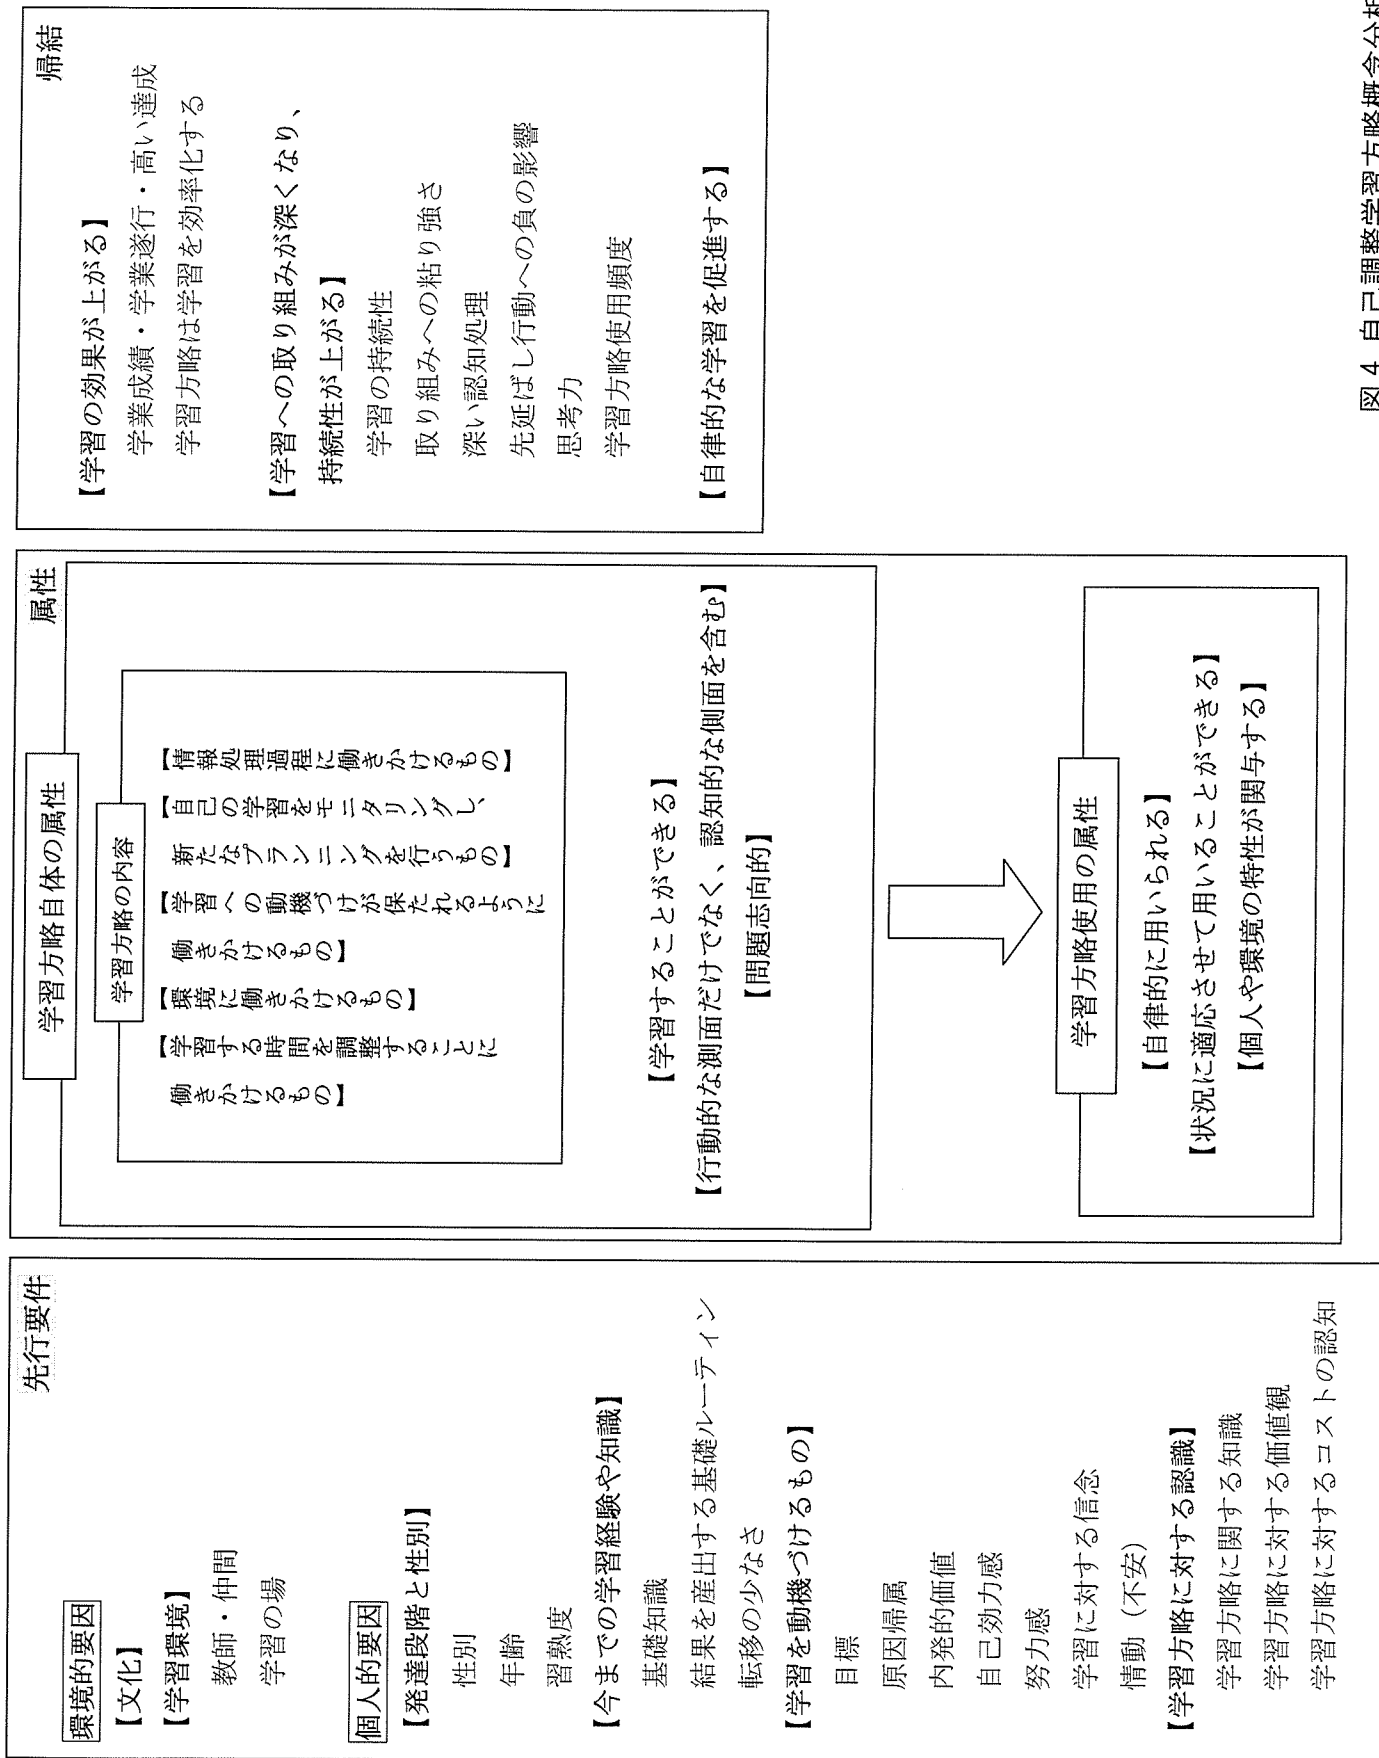 先行要件
環境的要因
【文化】
【学習環境】
教師・仲間
学習の場
個人的要因
【発達段階と性別】
性別
年齢
習熟度
【今までの学習経験や知識】
基礎知識
結果を産出する基礎ルーティン
転移の少なさ
【学習を動機づけるもの】
目標
原因帰属
内発的価値
自己効力感
努力感
学習に対する信念
情動（不安）
【学習方略に対する認識】
学習方略に関する知識
学習方略に対する価値観
学習方略に対するコストの認知
属性
学習方略自体の属性
学習方略の内容
【情報処理過程に働きかけるもの】
【自己の学習をモニタリングし、
新たなプランニングを行うもの】
【学習への動機づけが保たれるように
働きかけるもの】
【環境に働きかけるもの】
【学習する時間を調整することに
働きかけるもの】
【学習することができる】
【行動的な側面だけでなく、認知的な側面を含む】
【問題志向的】
学習方略使用の属性
【自律的に用いられる】
【状況に適応させて用いることができる】
【個人や環境の特性が関与する】
帰結
【学習の効果が上がる】
学業成績・学業遂行・高い達成
学習方略は学習を効率化する
【学習への取り組みが深くなり、
持続性が上がる】
学習の持続性
取り組みへの粘り強さ
深い認知処理
先延ばし行動への負の影響
思考力
学習方略使用頻度
【自律的な学習を促進する】
図 4 自己調整学習方略概念分析